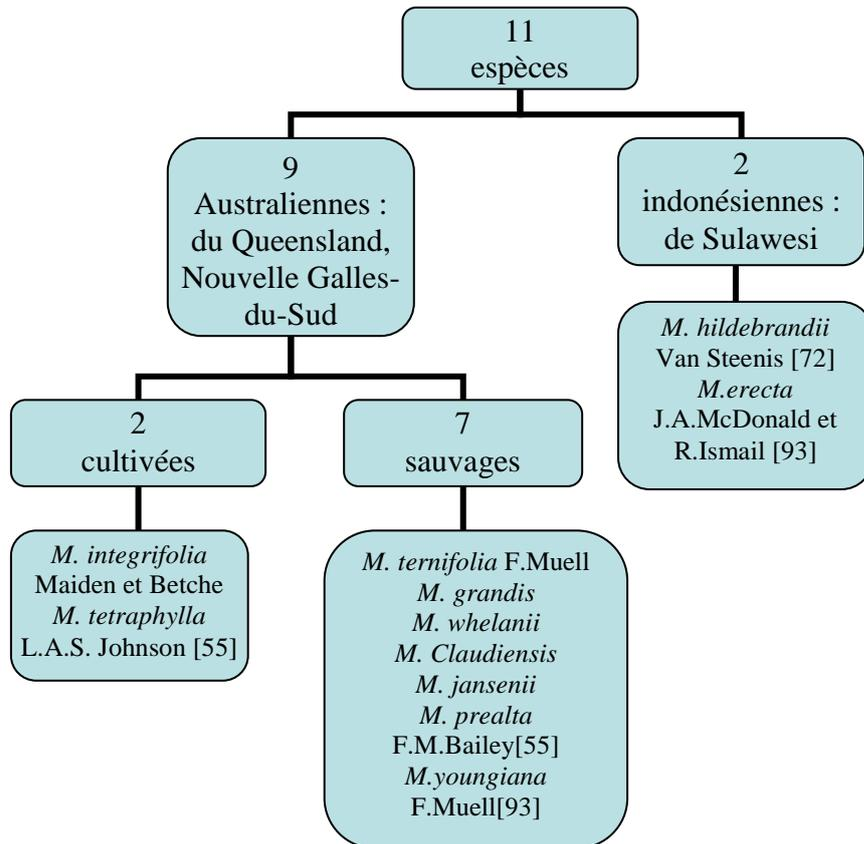 11
espèces
9
Australiennes :
du Queensland,
Nouvelle Galles-
du-Sud
2
indonésiennes :
de Sulawesi
M. hildebrandii
Van Steenis [72]
M.erecta
J.A.McDonald et
R.Ismail [93]
2
cultivées
7
sauvages
M. integrifolia
Maiden et Betche
M. tetraphylla
L.A.S. Johnson [55]
M. ternifolia F.Muell
M. grandis
M. whelanii
M. Claudiensis
M. jansenii
M. prealta
F.M.Bailey[55]
M.youngiana
F.Muell[93]